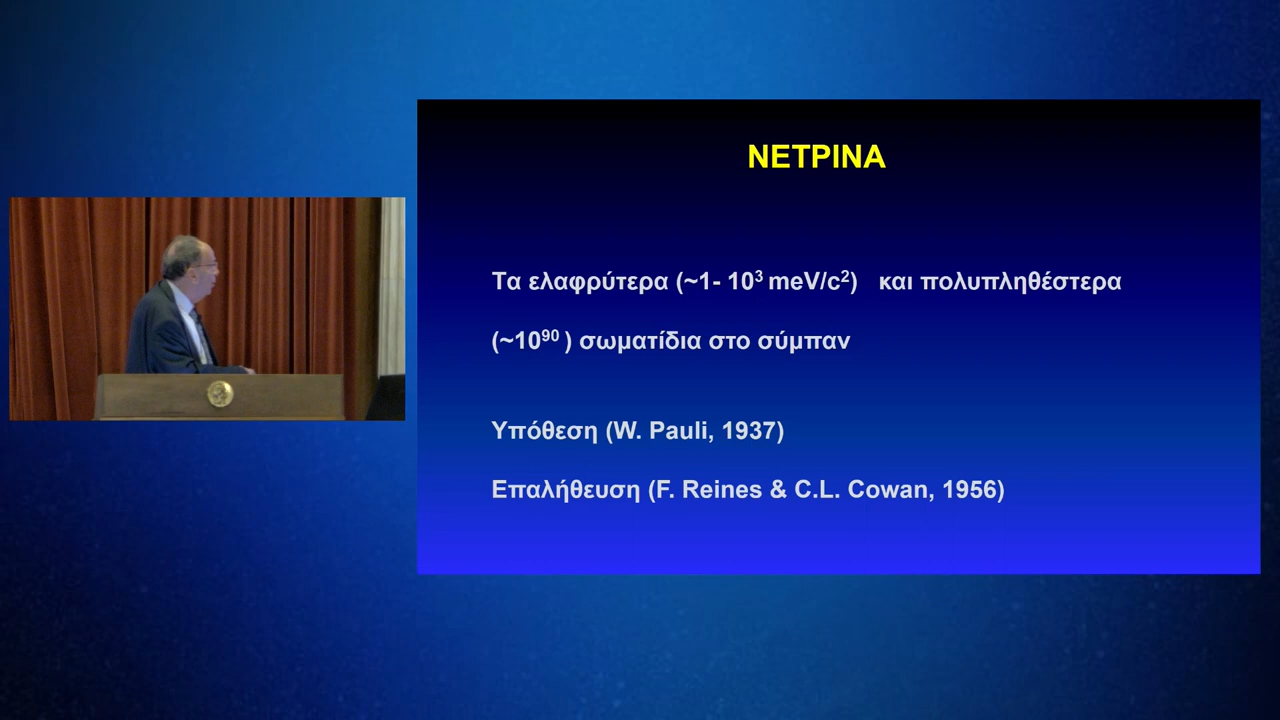 ΝΕΤΡΙΝΑ
Τα ελαφρύτερα (~1- 10³ meV/c²) και πολυπληθέστερα
(~10⁹⁰ ) σωματίδια στο σύμπαν
Υπόθεση (W. Pauli, 1937)
Επαλήθευση (F. Reines & C.L. Cowan, 1956)